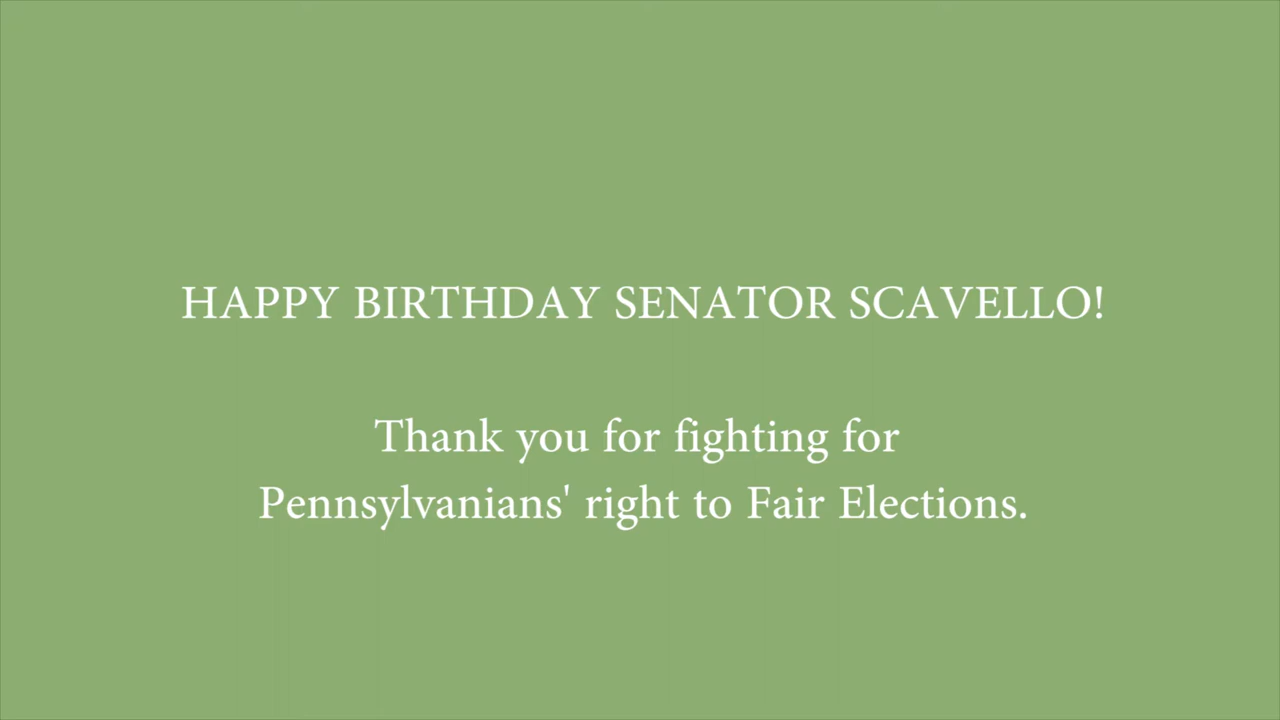 HAPPY BIRTHDAY SENATOR SCAVELLO!
Thank you for fighting for
Pennsylvanians' right to Fair Elections.